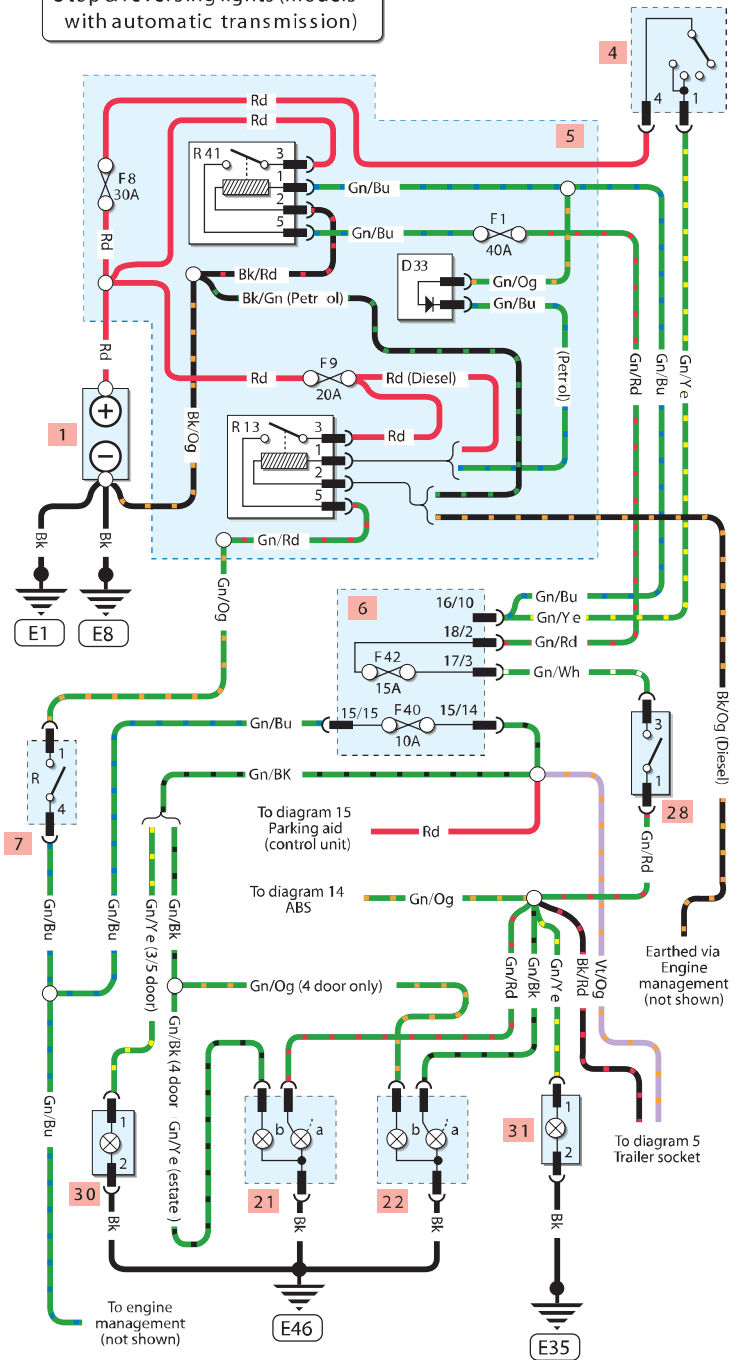 Stop & reversing lights (models
with automatic transmission)
4
4
1
5
Rd
Rd
R 41
3
1
2
5
F 8
30A
Gn/Bu
F 1
40A
Gn/Bu
Rd
Bk/Rd
Bk/Gn (Petrol)
D 33
Gn/Og
Gn/Bu
Rd
(Petrol)
Gn/Rd
Gn/Bu
Gn/Ye
F 9
20A
Rd
Rd (Diesel)
Rd
Bk/Og
1
+
−
R 13
3
1
2
5
Bk
Bk
Gn/Rd
E1
E8
Gn/Og
6
16/10
Gn/Bu
Gn/Ye
18/2
Gn/Rd
17/3
Gn/Wh
F 42
15A
Gn/Bu
15/15
F 40
10A
15/14
Bk/Og (Diesel)
R
1
4
7
3
1
28
Gn/BK
To diagram 15
Parking aid
(control unit)
Rd
Gn/Rd
To diagram 14
ABS
Gn/Og
Gn/Bu
Gn/Bu
Gn/Ye (3/5 door)
Gn/Bk
Gn/Rd
Gn/Bk
Gn/Ye
Bk/Rd
Vt/Og
Earthed via
Engine
management
(not shown)
Gn/Og (4 door only)
Gn/Bk (4 door
Gn/Ye (estate )
Gn/Bu
1
2
30
b
a
21
b
a
22
31
1
2
To diagram 5
Trailer socket
Bk
Bk
Bk
Bk
To engine
management
(not shown)
E46
E35